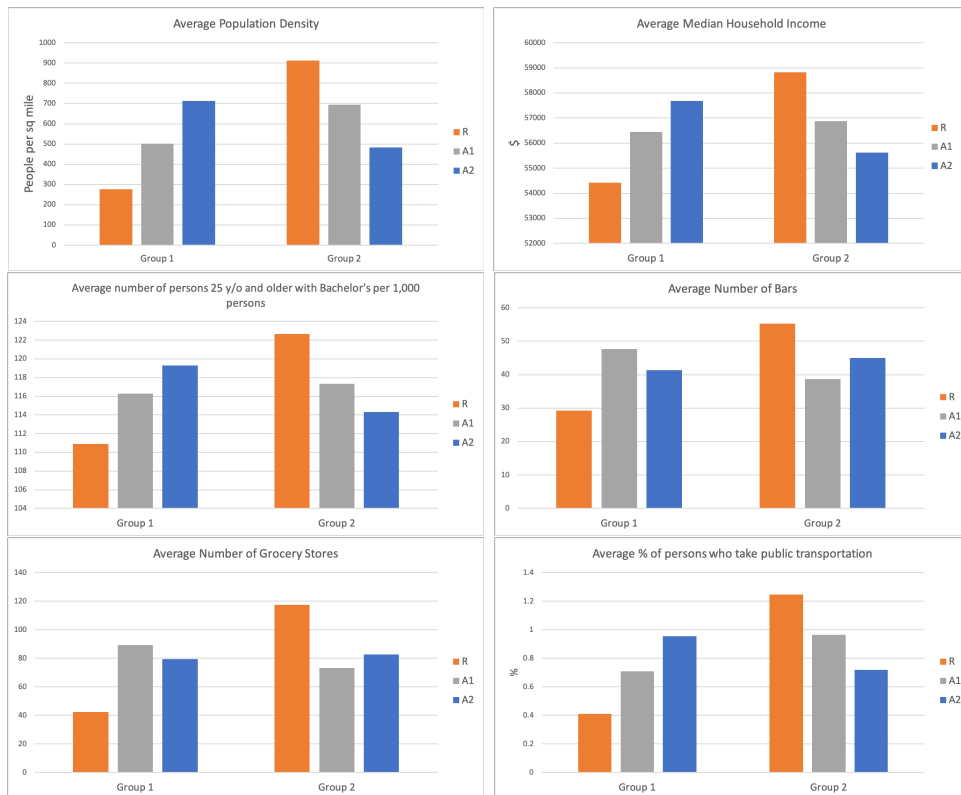 Average Population Density
People per sq mile
1000
900
800
700
600
500
400
300
200
100
0
Group 1
Group 2
R
A1
A2
Average Median Household Income
$
60000
59000
58000
57000
56000
55000
54000
53000
52000
Group 1
Group 2
R
A1
A2
Average number of persons 25 y/o and older with Bachelor's per 1,000
persons
124
122
120
118
116
114
112
110
108
106
104
Group 1
Group 2
R
A1
A2
Average Number of Bars
60
50
40
30
20
10
0
Group 1
Group 2
R
A1
A2
Average Number of Grocery Stores
140
120
100
80
60
40
20
0
Group 1
Group 2
R
A1
A2
Average % of persons who take public transportation
%
1.4
1.2
1
0.8
0.6
0.4
0.2
0
Group 1
Group 2
R
A1
A2